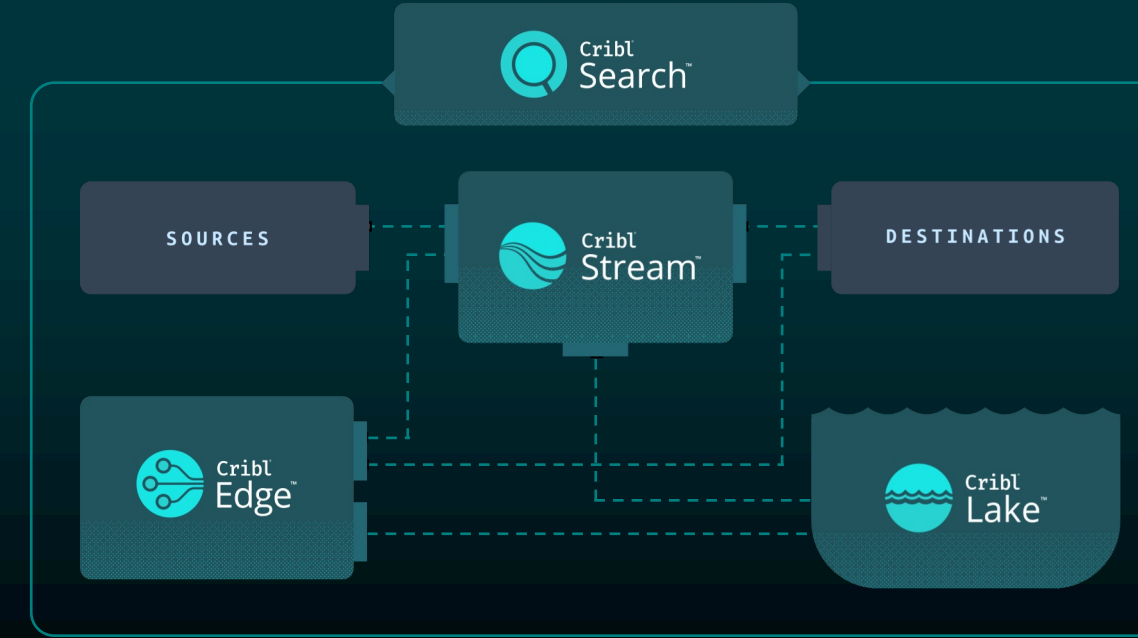 Cribl
Search™
SOURCES
Cribl
Stream™
DESTINATIONS
Cribl
Edge™
Cribl
Lake™